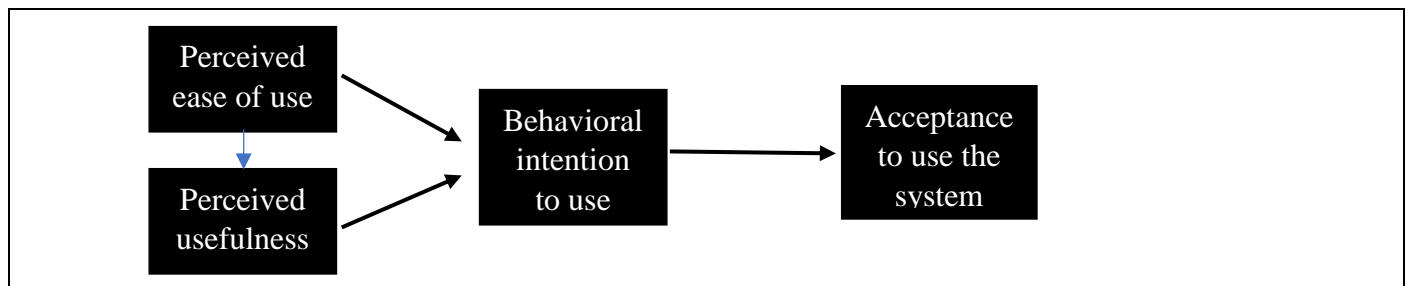 Perceived
ease of use
Perceived
usefulness
Behavioral
intention
to use
Acceptance
to use the
system